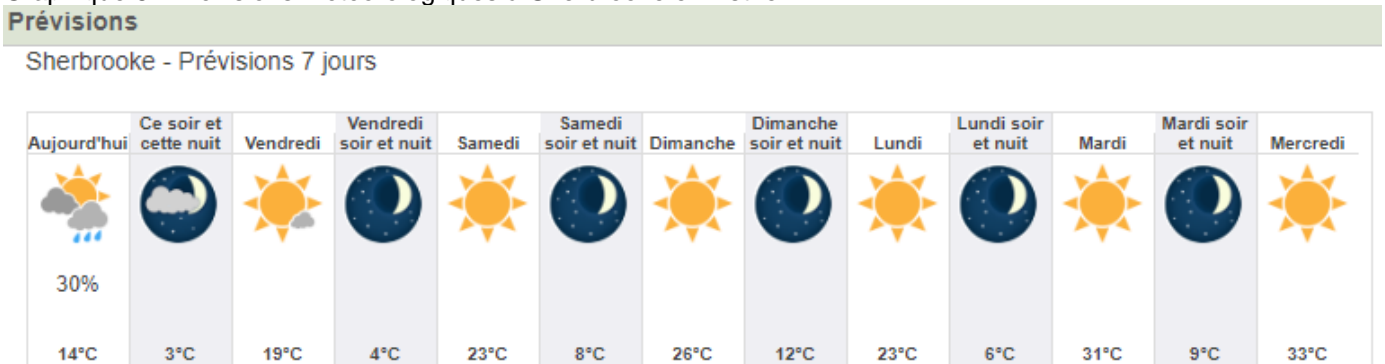 Prévisions
Sherbrooke - Prévisions 7 jours
Ce soir et Vendredi Samedi Dimanche Lundi soir Mardi soir
Aujourd'hui cette nuit Vendredi soir et nuit Samedi soir et nuit Dimanche soir et nuit Lundi et nuit Mardi et nuit Mercredi
30%
14°C 3°C 19°C 4°C 23°C 8°C 26°C 12°C 23°C 6°C 31°C 9°C 33°C